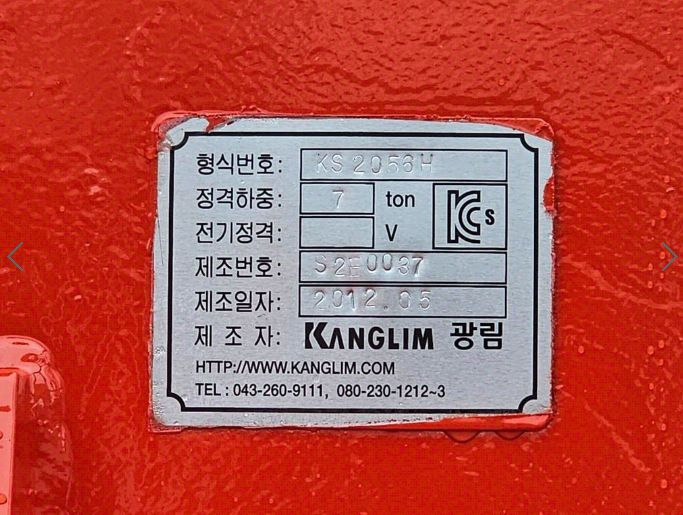 형식번호: KS2056H
정격하중: 7 ton
전기정격: V
KCs
제조번호: S2E0037
제조일자: 2012.05
제 조 자: KANGLIM 광림
HTTP://WWW.KANGLIM.COM
TEL : 043-260-9111, 080-230-1212~3